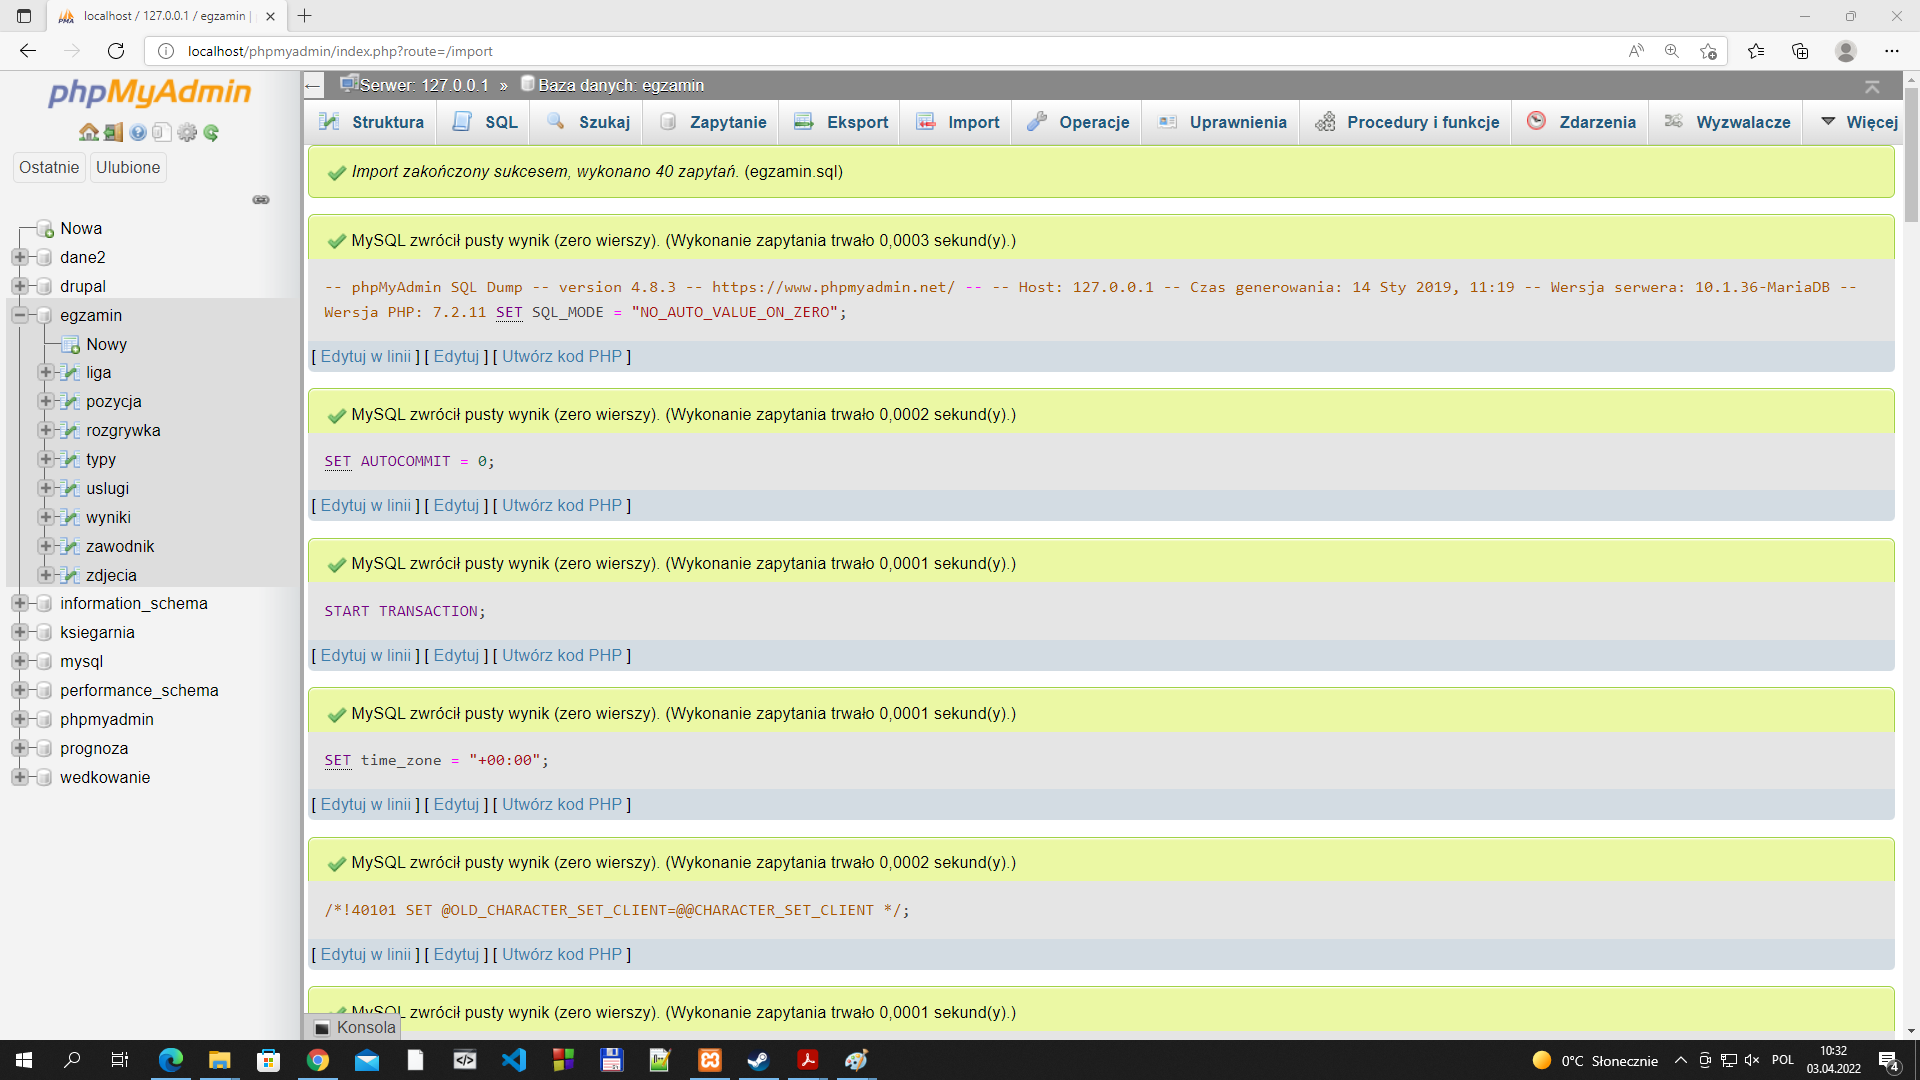 localhost / 127.0.0.1 / egzamin |
localhost/phpmyadmin/index.php?route=/import
phpMyAdmin
Ostatnie Ulubione
Nowa
dane2
drupal
egzamin
Nowy
liga
pozycja
rozgrywka
typy
uslugi
wyniki
zawodnik
zdjecia
information_schema
ksiegarnia
mysql
performance_schema
phpmyadmin
prognoza
wedkowanie
Serwer: 127.0.0.1 » Baza danych: egzamin
Struktura SQL Szukaj Zapytanie Eksport Import Operacje Uprawnienia Procedury i funkcje Zdarzenia Wyzwalacze Więcej
Import zakończony sukcesem, wykonano 40 zapytań. (egzamin.sql)
MySQL zwrócił pusty wynik (zero wierszy). (Wykonanie zapytania trwało 0,0003 sekund(y).)
-- phpMyAdmin SQL Dump -- version 4.8.3 -- https://www.phpmyadmin.net/ -- -- Host: 127.0.0.1 -- Czas generowania: 14 Sty 2019, 11:19 -- Wersja serwera: 10.1.36-MariaDB --
Wersja PHP: 7.2.11 SET SQL_MODE = "NO_AUTO_VALUE_ON_ZERO";
[ Edytuj w linii ] [ Edytuj ] [ Utwórz kod PHP ]
MySQL zwrócił pusty wynik (zero wierszy). (Wykonanie zapytania trwało 0,0002 sekund(y).)
SET AUTOCOMMIT = 0;
[ Edytuj w linii ] [ Edytuj ] [ Utwórz kod PHP ]
MySQL zwrócił pusty wynik (zero wierszy). (Wykonanie zapytania trwało 0,0001 sekund(y).)
START TRANSACTION;
[ Edytuj w linii ] [ Edytuj ] [ Utwórz kod PHP ]
MySQL zwrócił pusty wynik (zero wierszy). (Wykonanie zapytania trwało 0,0001 sekund(y).)
SET time_zone = "+00:00";
[ Edytuj w linii ] [ Edytuj ] [ Utwórz kod PHP ]
MySQL zwrócił pusty wynik (zero wierszy). (Wykonanie zapytania trwało 0,0002 sekund(y).)
/*!40101 SET @OLD_CHARACTER_SET_CLIENT=@@CHARACTER_SET_CLIENT */;
[ Edytuj w linii ] [ Edytuj ] [ Utwórz kod PHP ]
MySQL zwrócił pusty wynik (zero wierszy). (Wykonanie zapytania trwało 0,0001 sekund(y).)
Konsola
0°C Słonecznie POL 10:32
03.04.2022
4